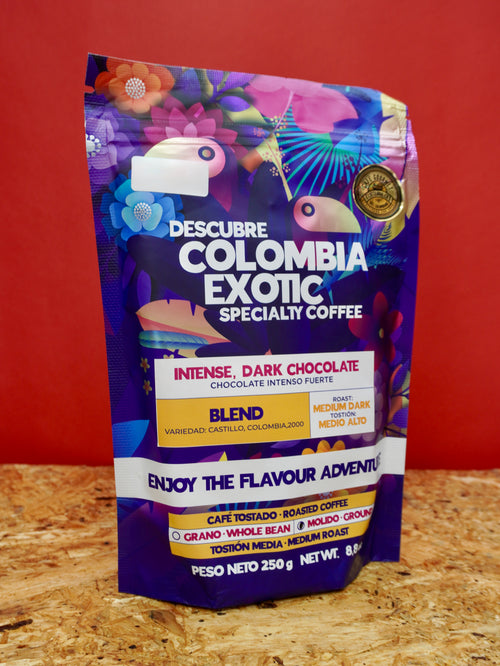 DESCUBRE
COLOMBIA
EXOTIC
SPECIALTY COFFEE
INTENSE, DARK CHOCOLATE
CHOCOLATE INTENSO FUERTE
BLEND
VARIEDAD: CASTILLO, COLOMBIA,2000
ROAST:
MEDIUM DARK
TOSTIÓN:
MEDIO ALTO
ENJOY THE FLAVOUR ADVENTU
CAFÉ TOSTADO · ROASTED COFFEE
GRANO · WHOLE BEAN MOLIDO · GROUND
TOSTIÓN MEDIA · MEDIUM ROAST
PESO NETO 250 g NET WT. 8,8